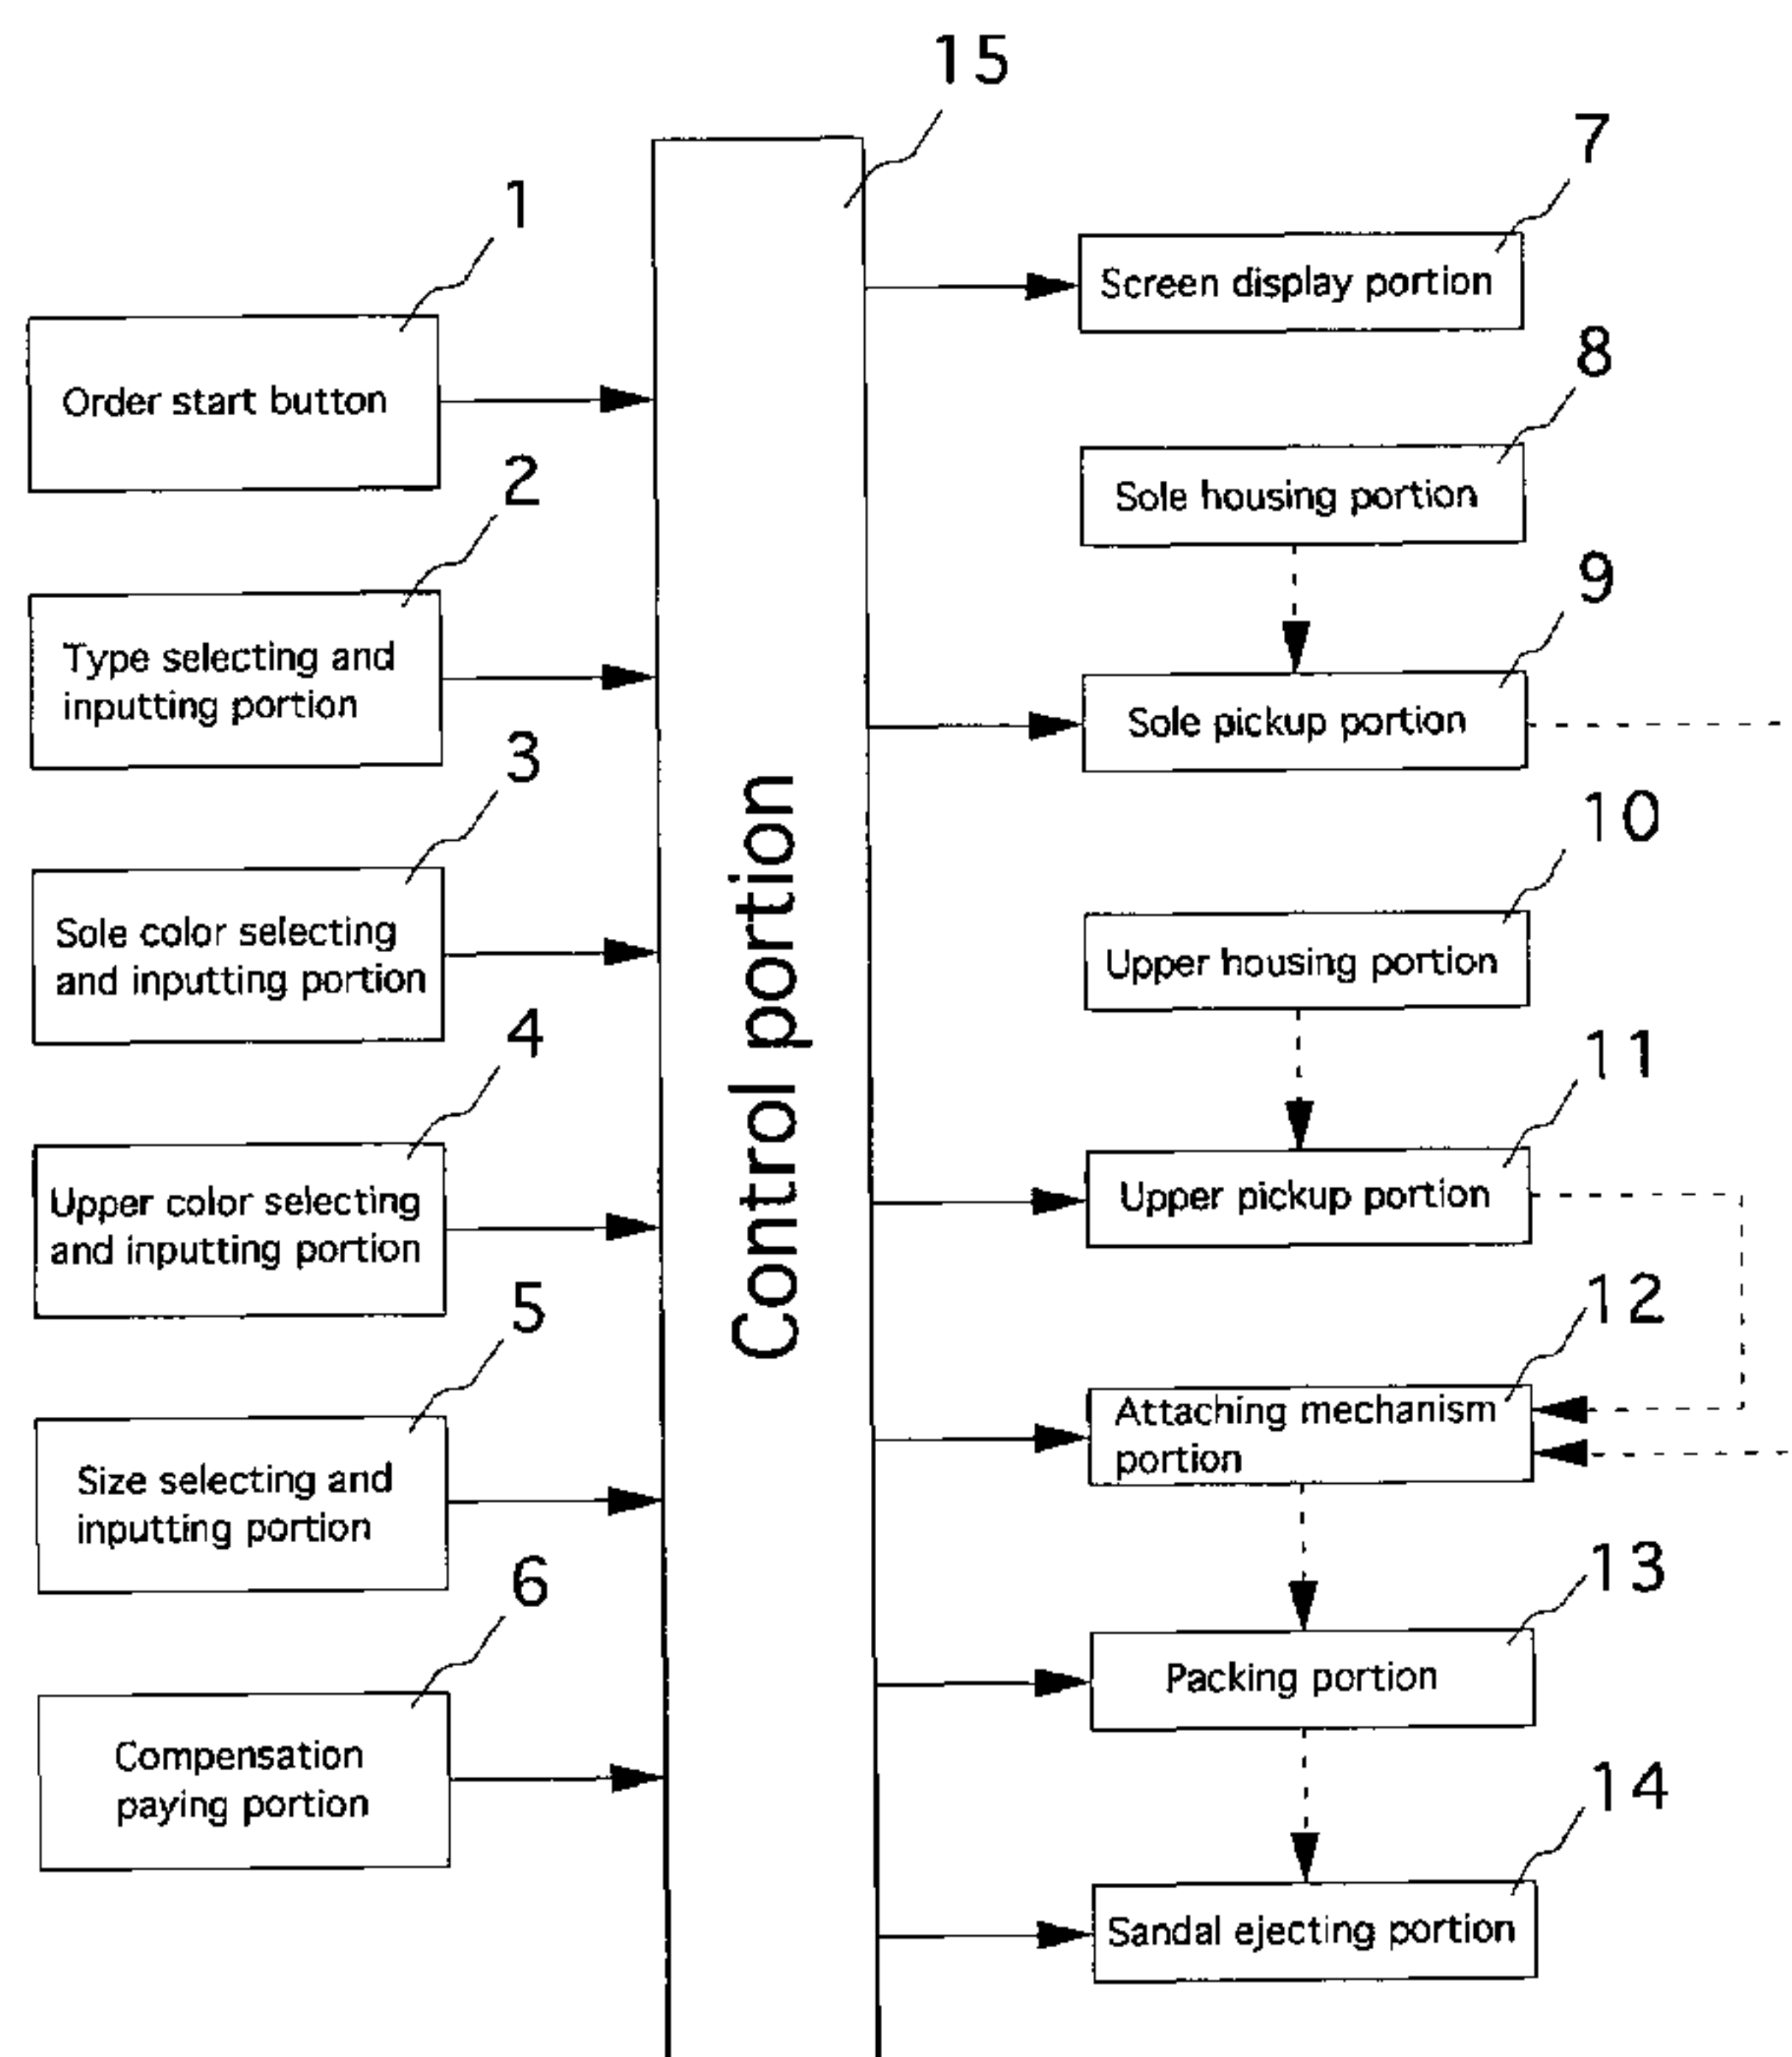 15
1
Order start button
2
Type selecting and
inputting portion
3
Sole color selecting
and inputting portion
4
Upper color selecting
and inputting portion
5
Size selecting and
inputting portion
6
Compensation
paying portion
Control portion
7
Screen display portion
8
Sole housing portion
9
Sole pickup portion
10
Upper housing portion
11
Upper pickup portion
12
Attaching mechanism
portion
13
Packing portion
14
Sandal ejecting portion